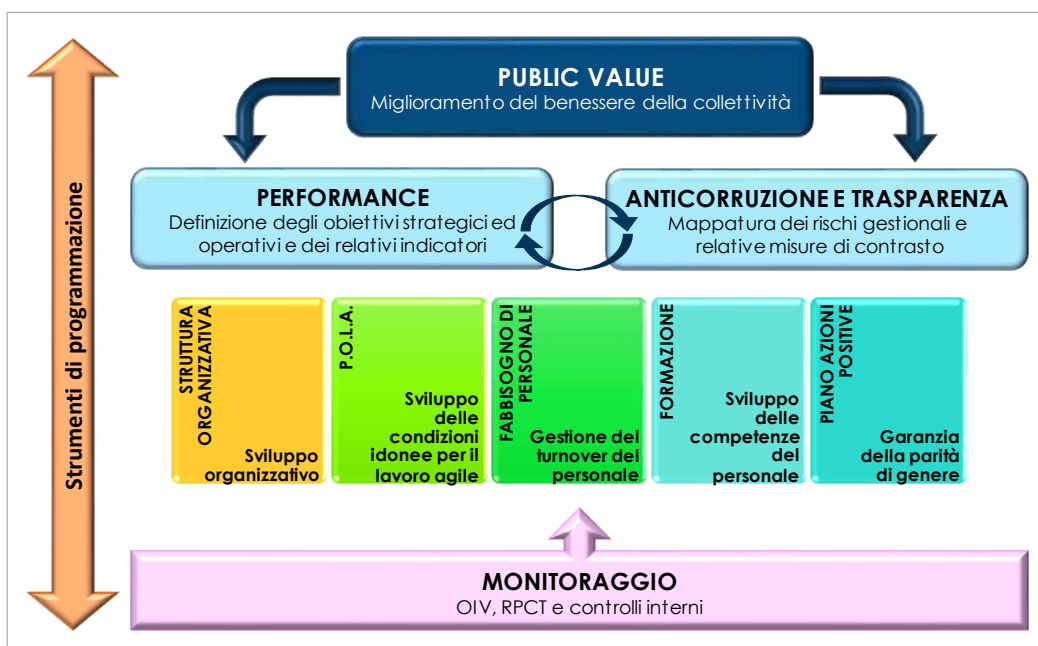 Strumenti di programmazione
PUBLIC VALUE
Miglioramento del benessere della collettività
PERFORMANCE
Definizione degli obiettivi strategici ed
operativi e dei relativi indicatori
ANTICORRUZIONE E TRASPARENZA
Mappatura dei rischi gestionali e
relative misure di contrasto
STRUTTURA
ORGANIZZATIVA
Sviluppo
organizzativo
P.O.L.A.
Sviluppo
delle
condizioni
idonee per il
lavoro agile
FABBISOGNO DI
PERSONALE
Gestione del
turnover del
personale
FORMAZIONE
Sviluppo
delle
competenze
del
personale
PIANO AZIONI
POSITIVE
Garanzia
della parità
di genere
MONITORAGGIO
OIV, RPCT e controlli interni